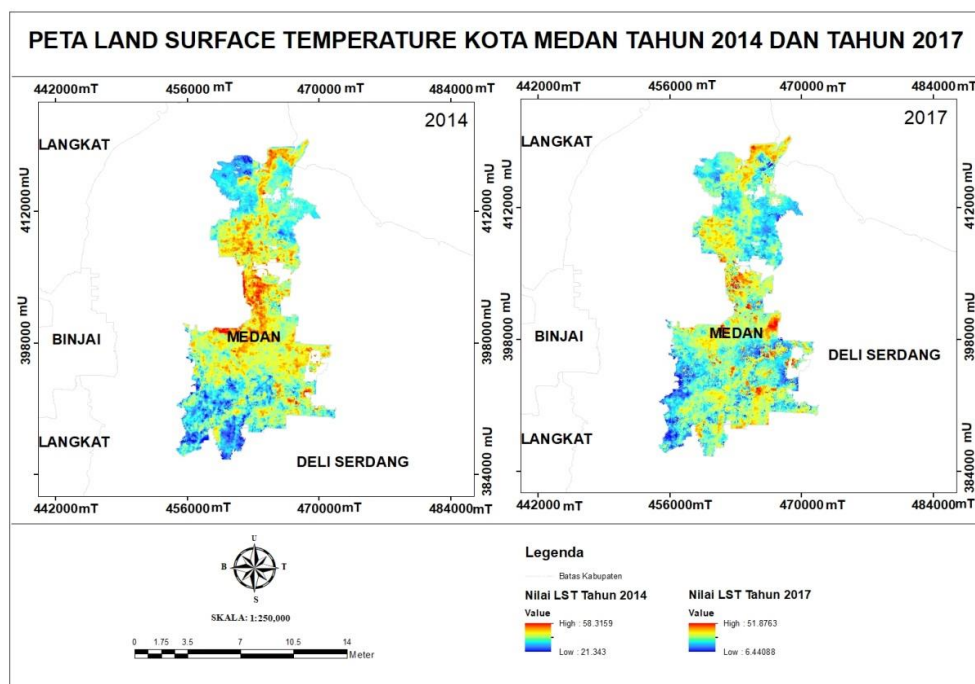 PETA LAND SURFACE TEMPERATURE KOTA MEDAN TAHUN 2014 DAN TAHUN 2017
442000mT 456000mT 470000mT 484000mT
2014
LANGKAT
412000 mU
412000 mU
BINJAI
MEDAN
398000 mU
398000mU
LANGKAT
DELI SERDANG
384000 mU
442000mT 456000mT 470000mT 484000mT
442000mT 456000mT 470000mT 484000mT
2017
LANGKAT
412000 mU
412000 mU
BINJAI
MEDAN
DELI SERDANG
398000 mU
398000mU
LANGKAT
384000 mU
442000mT 456000mT 470000mT 484000mT
U
B T
S
SKALA: 1:250,000
0 1.75 3.5 7 10.5 14
Meter
Legenda
Batas Kabupaten
Nilai LST Tahun 2014
Value
High : 58.3159
Low : 21.343
Nilai LST Tahun 2017
Value
High : 51.8763
Low : 6.44088